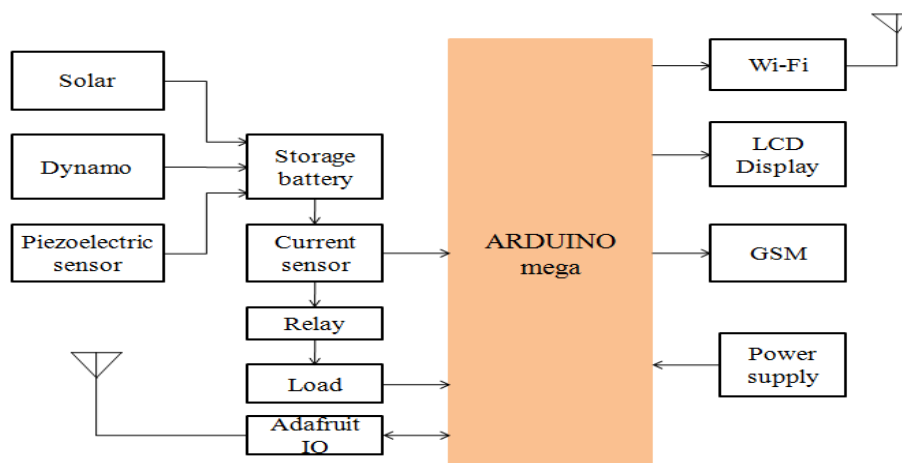 Solar
Dynamo
Piezoelectric
sensor
Storage
battery
Current
sensor
Relay
Load
Adafruit
IO
ARDUINO
mega
Wi-Fi
LCD
Display
GSM
Power
supply